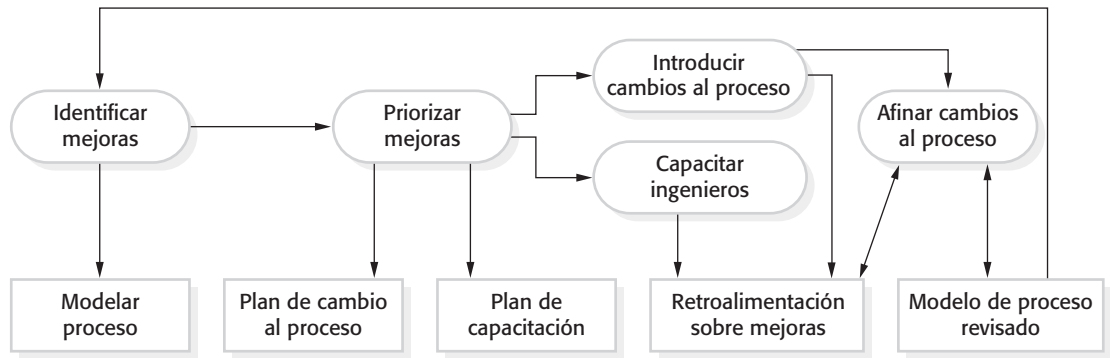 Introducir
cambios al proceso
Identificar
mejoras
Priorizar
mejoras
Afinar cambios
al proceso
Capacitar
ingenieros
Modelar
proceso
Plan de cambio
al proceso
Plan de
capacitación
Retroalimentación
sobre mejoras
Modelo de proceso
revisado